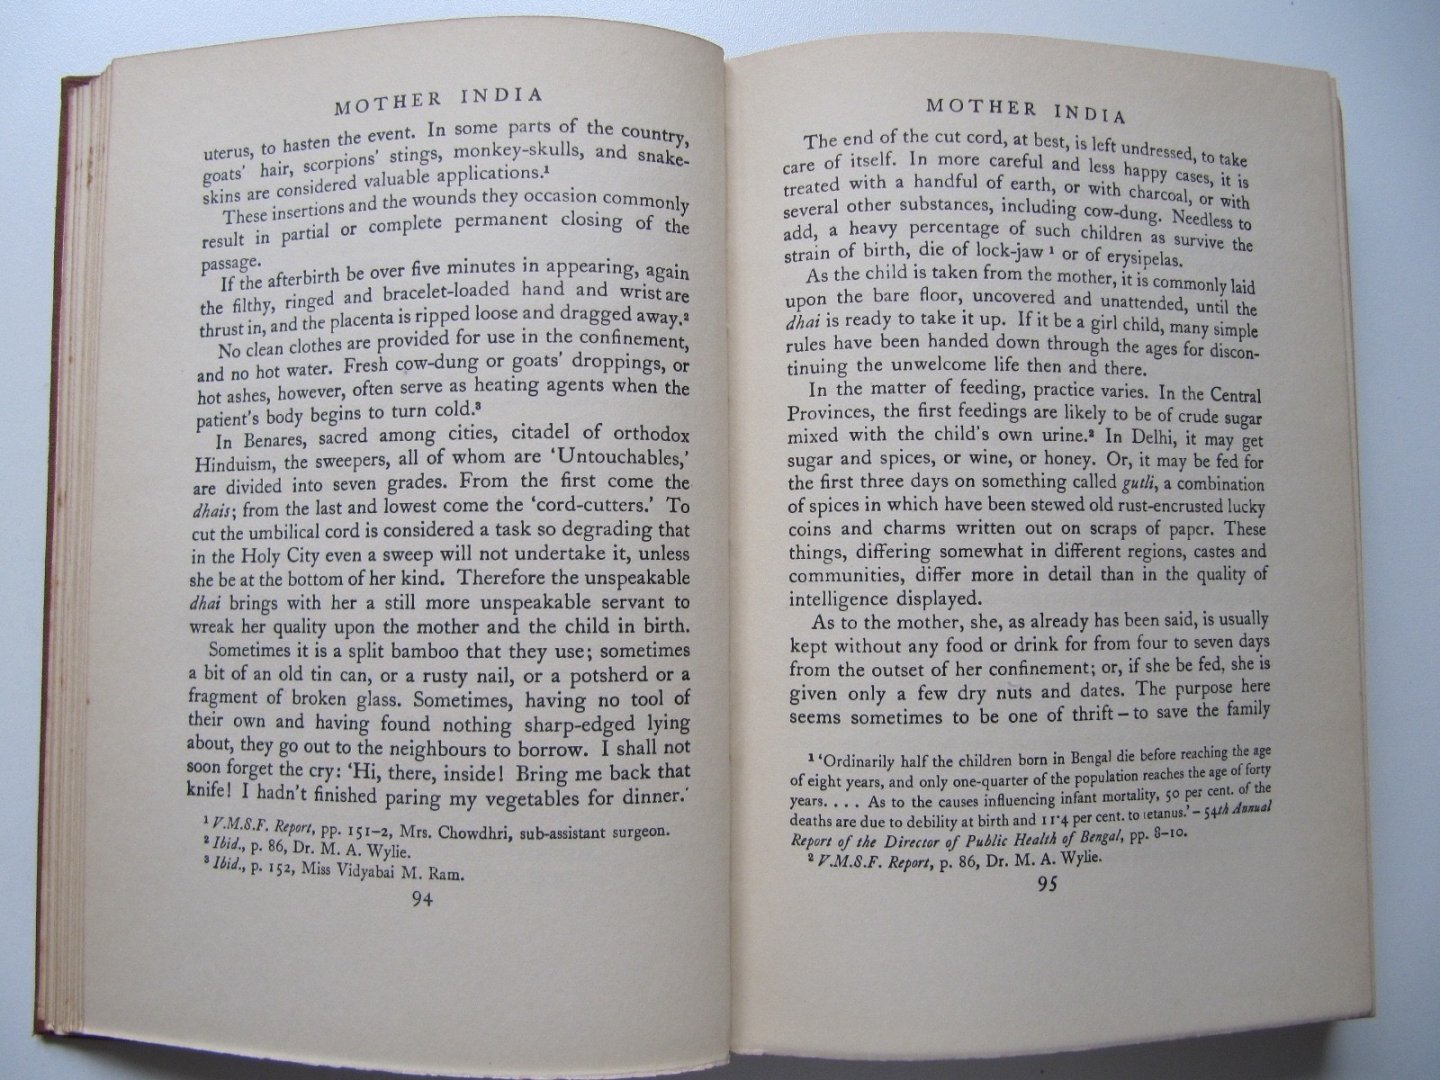 MOTHER INDIA
uterus, to hasten the event. In some parts of the country,
goats' hair, scorpions' stings, monkey-skulls, and snake-
skins are considered valuable applications.¹
These insertions and the wounds they occasion commonly
result in partial or complete permanent closing of the
passage.
If the afterbirth be over five minutes in appearing, again
the filthy, ringed and bracelet-loaded hand and wrist are
thrust in, and the placenta is ripped loose and dragged away.²
No clean clothes are provided for use in the confinement,
and no hot water. Fresh cow-dung or goats' droppings, or
hot ashes, however, often serve as heating agents when the
patient's body begins to turn cold.³
In Benares, sacred among cities, citadel of orthodox
Hinduism, the sweepers, all of whom are 'Untouchables,'
are divided into seven grades. From the first come the
dhais; from the last and lowest come the 'cord-cutters.' To
cut the umbilical cord is considered a task so degrading that
in the Holy City even a sweep will not undertake it, unless
she be at the bottom of her kind. Therefore the unspeakable
dhai brings with her a still more unspeakable servant to
wreak her quality upon the mother and the child in birth.
Sometimes it is a split bamboo that they use; sometimes
a bit of an old tin can, or a rusty nail, or a potsherd or a
fragment of broken glass. Sometimes, having no tool of
their own and having found nothing sharp-edged lying
about, they go out to the neighbours to borrow. I shall not
soon forget the cry: 'Hi, there, inside! Bring me back that
knife! I hadn't finished paring my vegetables for dinner.'
¹ V.M.S.F. Report, pp. 151-2, Mrs. Chowdhri, sub-assistant surgeon.
² Ibid., p. 86, Dr. M. A. Wylie.
³ Ibid., p. 152, Miss Vidyabai M. Ram.
94
MOTHER INDIA
The end of the cut cord, at best, is left undressed, to take
care of itself. In more careful and less happy cases, it is
treated with a handful of earth, or with charcoal, or with
several other substances, including cow-dung. Needless to
add, a heavy percentage of such children as survive the
strain of birth, die of lock-jaw ¹ or of erysipelas.
As the child is taken from the mother, it is commonly laid
upon the bare floor, uncovered and unattended, until the
dhai is ready to take it up. If it be a girl child, many simple
rules have been handed down through the ages for discon-
tinuing the unwelcome life then and there.
In the matter of feeding, practice varies. In the Central
Provinces, the first feedings are likely to be of crude sugar
mixed with the child's own urine.² In Delhi, it may get
sugar and spices, or wine, or honey. Or, it may be fed for
the first three days on something called gutli, a combination
of spices in which have been stewed old rust-encrusted lucky
coins and charms written out on scraps of paper. These
things, differing somewhat in different regions, castes and
communities, differ more in detail than in the quality of
intelligence displayed.
As to the mother, she, as already has been said, is usually
kept without any food or drink for from four to seven days
from the outset of her confinement; or, if she be fed, she is
given only a few dry nuts and dates. The purpose here
seems sometimes to be one of thrift – to save the family
¹ 'Ordinarily half the children born in Bengal die before reaching the age
of eight years, and only one-quarter of the population reaches the age of forty
years. . . . As to the causes influencing infant mortality, 50 per cent. of the
deaths are due to debility at birth and 11·4 per cent. to tetanus.' – 54th Annual
Report of the Director of Public Health of Bengal, pp. 8-10.
² V.M.S.F. Report, p. 86, Dr. M. A. Wylie.
95